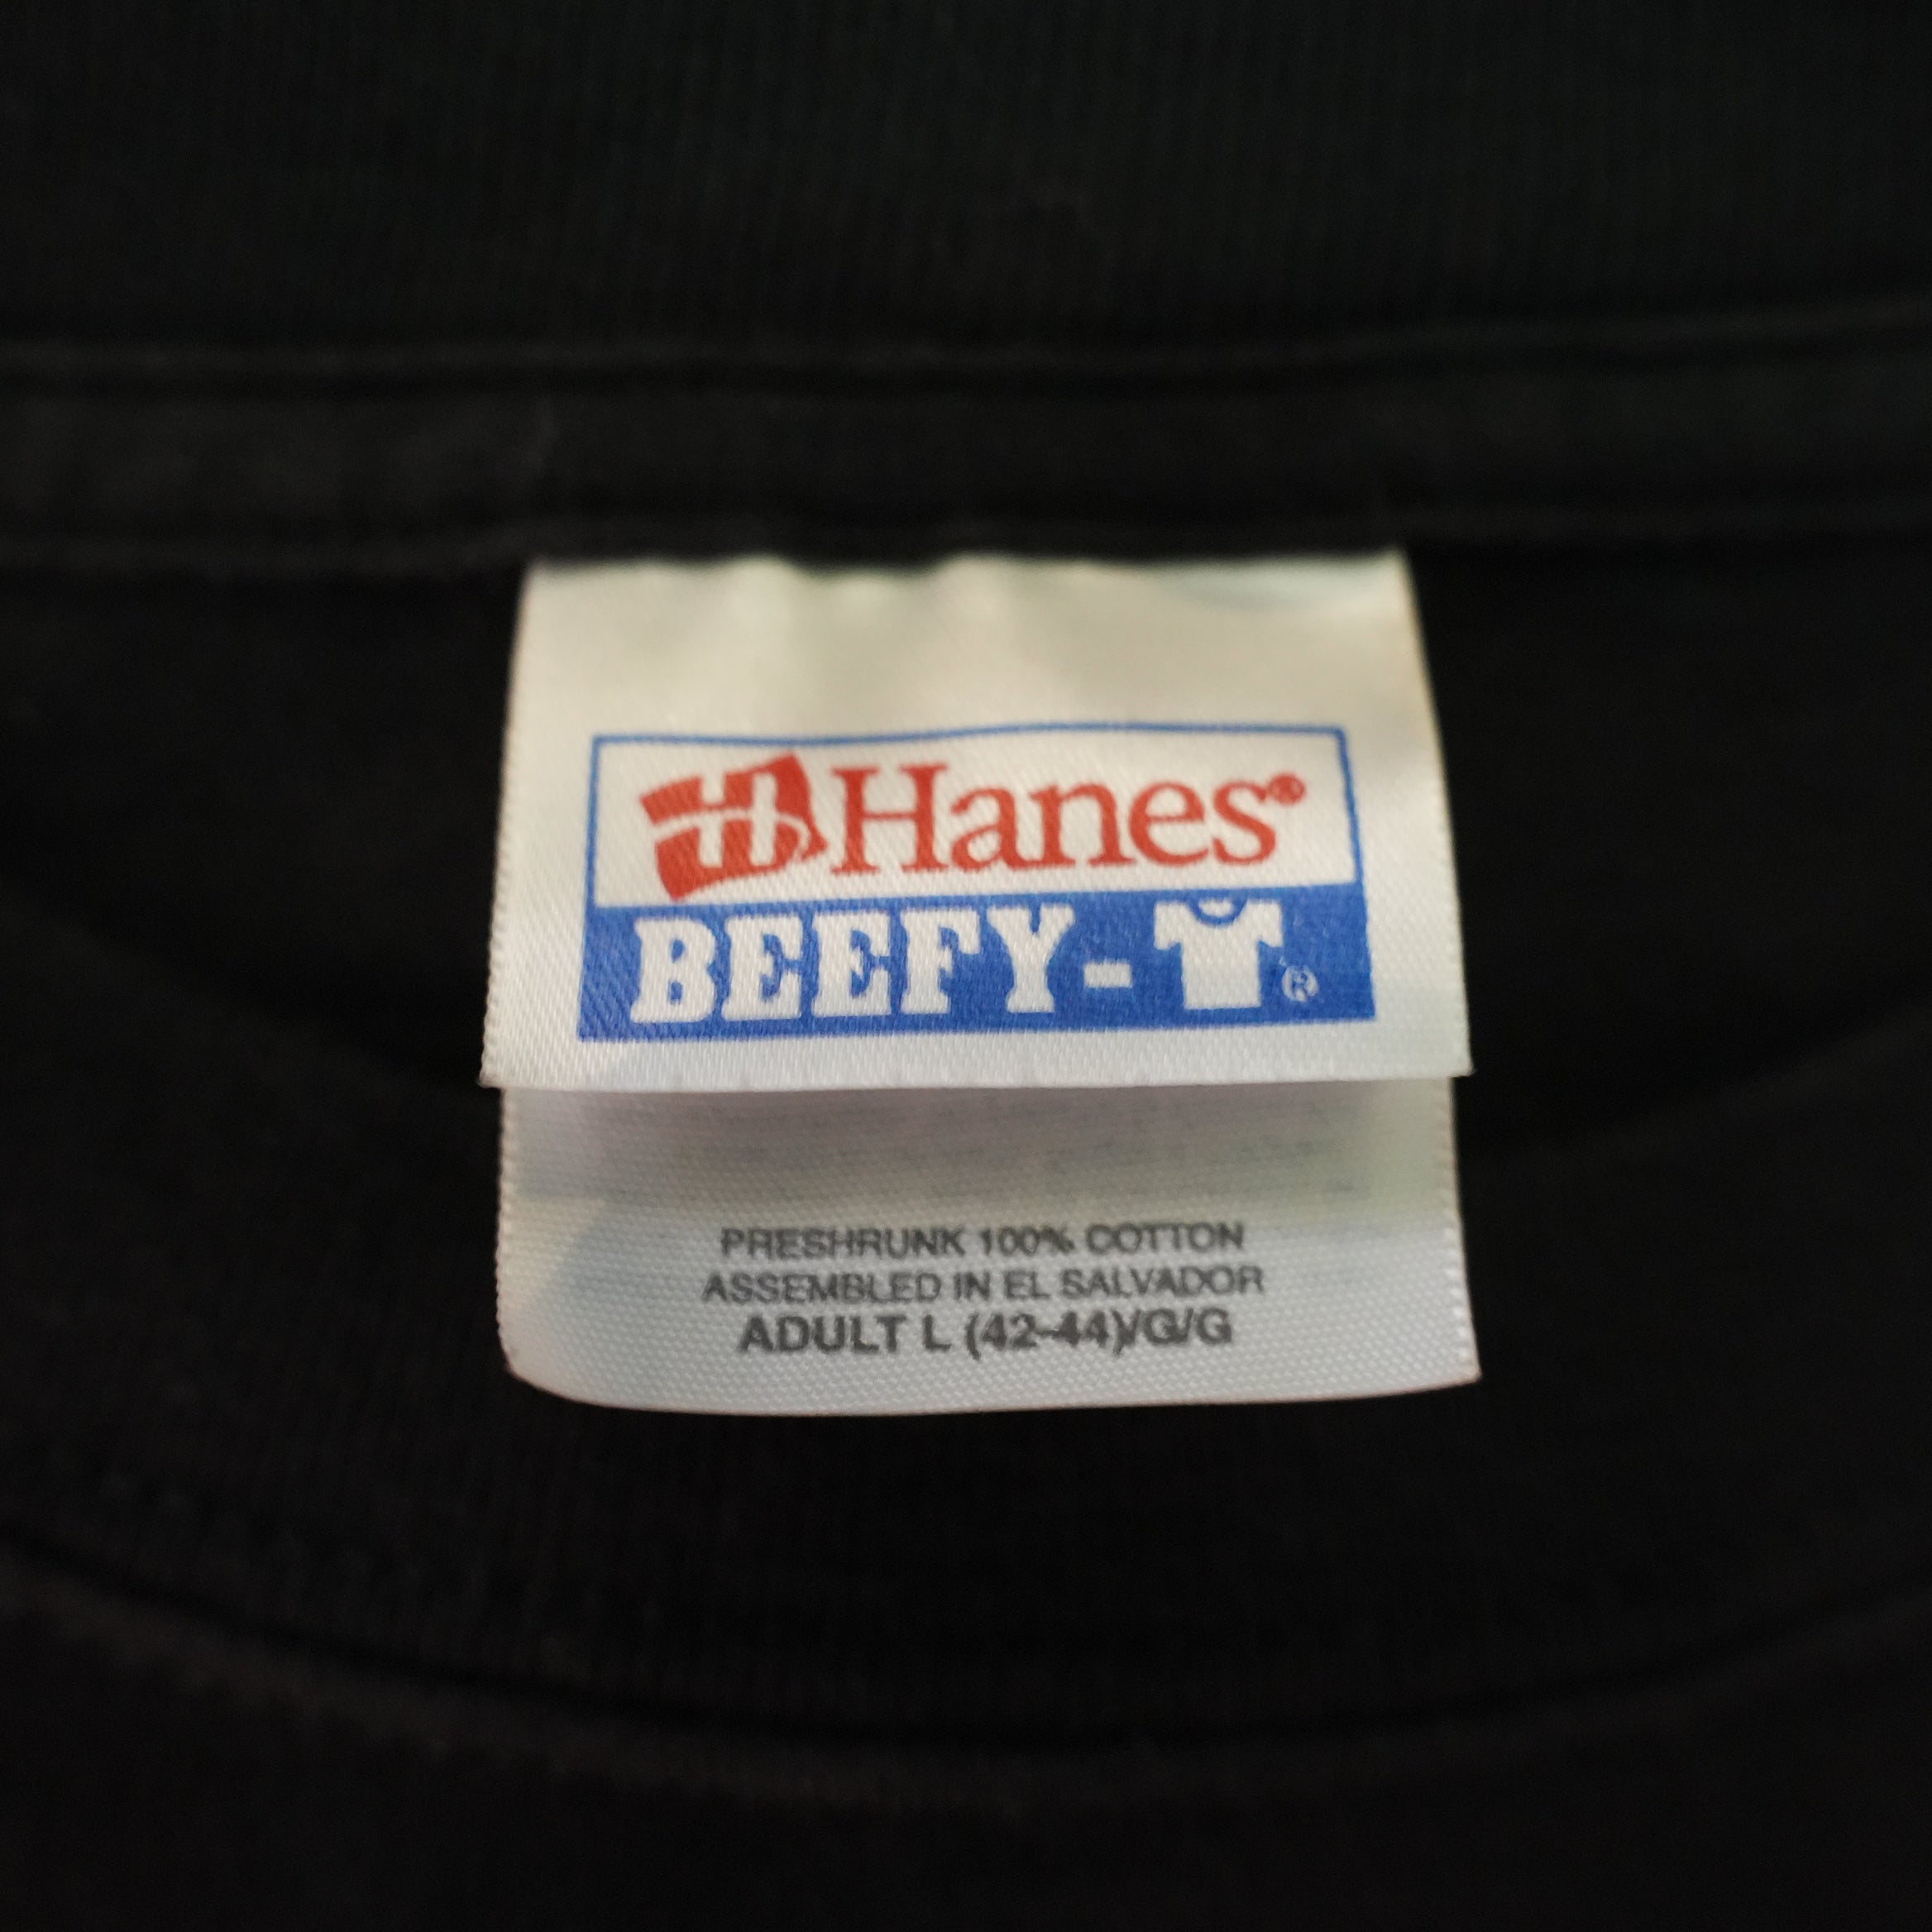 Hanes®
BEEFY-®
PRESHRUNK 100% COTTON
ASSEMBLED IN EL SALVADOR
ADULT L (42-44)/G/G